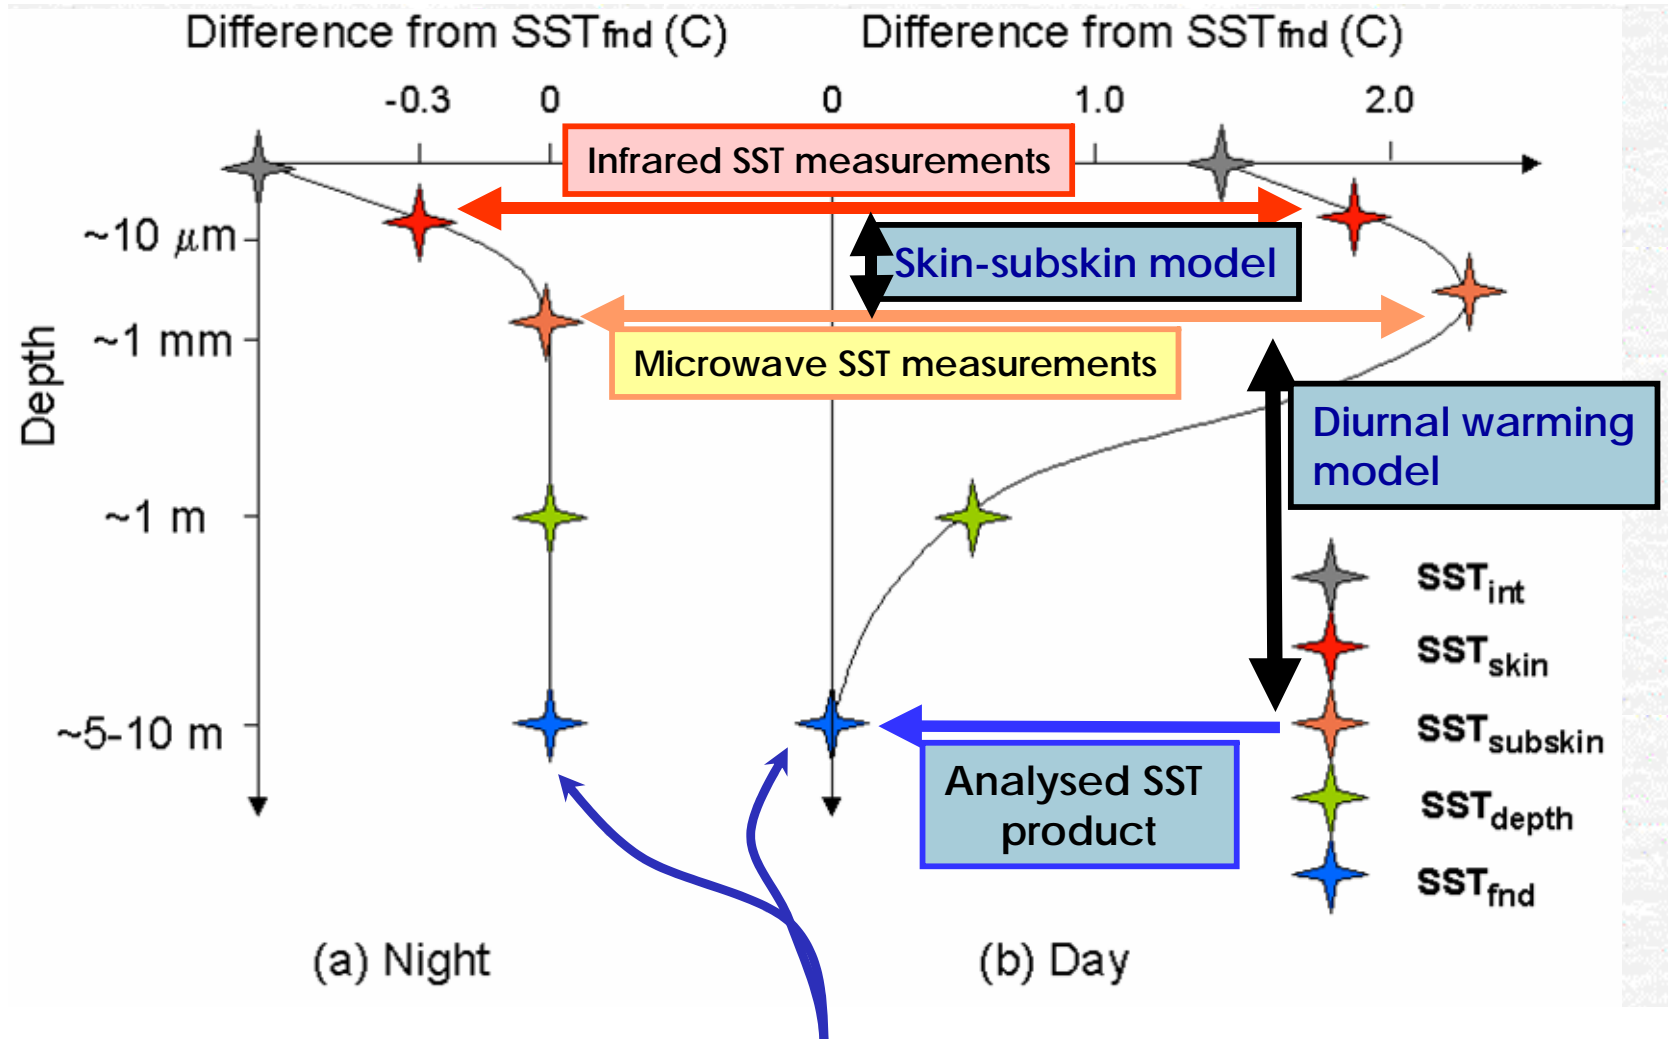 Difference from SSTfnd (C)
Difference from SSTfnd (C)
-0.3 0
0 1.0 2.0
Infrared SST measurements
~10 μm
Skin-subskin model
~1 mm
Microwave SST measurements
Depth
Diurnal warming
model
~1 m
~5-10 m
Analysed SST
product
SSTint
SSTskin
SSTsubskin
SSTdepth
SSTfnd
(a) Night
(b) Day